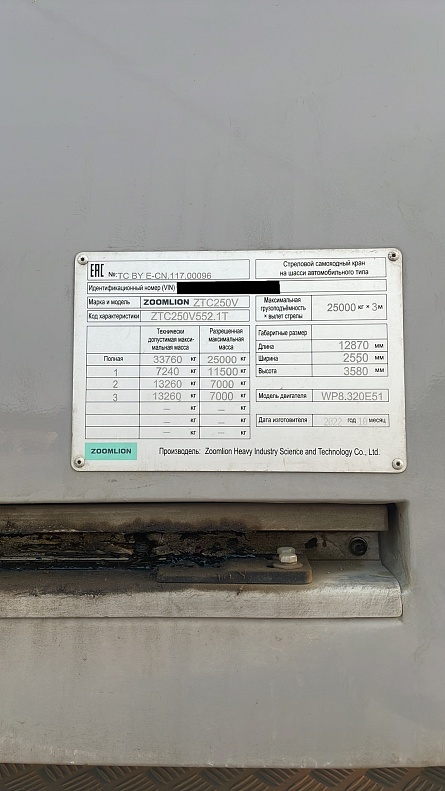 EAC №: TC BY E-CN.117.00096
Стреловой самоходный кран
на шасси автомобильного типа
Идентификационный номер (VIN)
Марка и модель ZOOMLION ZTC250V
Код характеристики ZTC250V552.1T
Максимальная
грузоподъёмность
× вылет стрелы
25000 кг × 3м
Технически
допустимая макси-
мальная масса
Разрешенная
максимальная
масса
Полная 33760 кг 25000 кг
1 7240 кг 11500 кг
2 13260 кг 7000 кг
3 13260 кг 7000 кг
— кг — кг
— кг — кг
— кг — кг
Габаритные размер
Длина 12870 мм
Ширина 2550 мм
Высота 3580 мм
Модель двигателя WP8.320E51
Дата изготовителя 2022 год 10 месяц
ZOOMLION Производитель: Zoomlion Heavy Industry Science and Technology Co., Ltd.